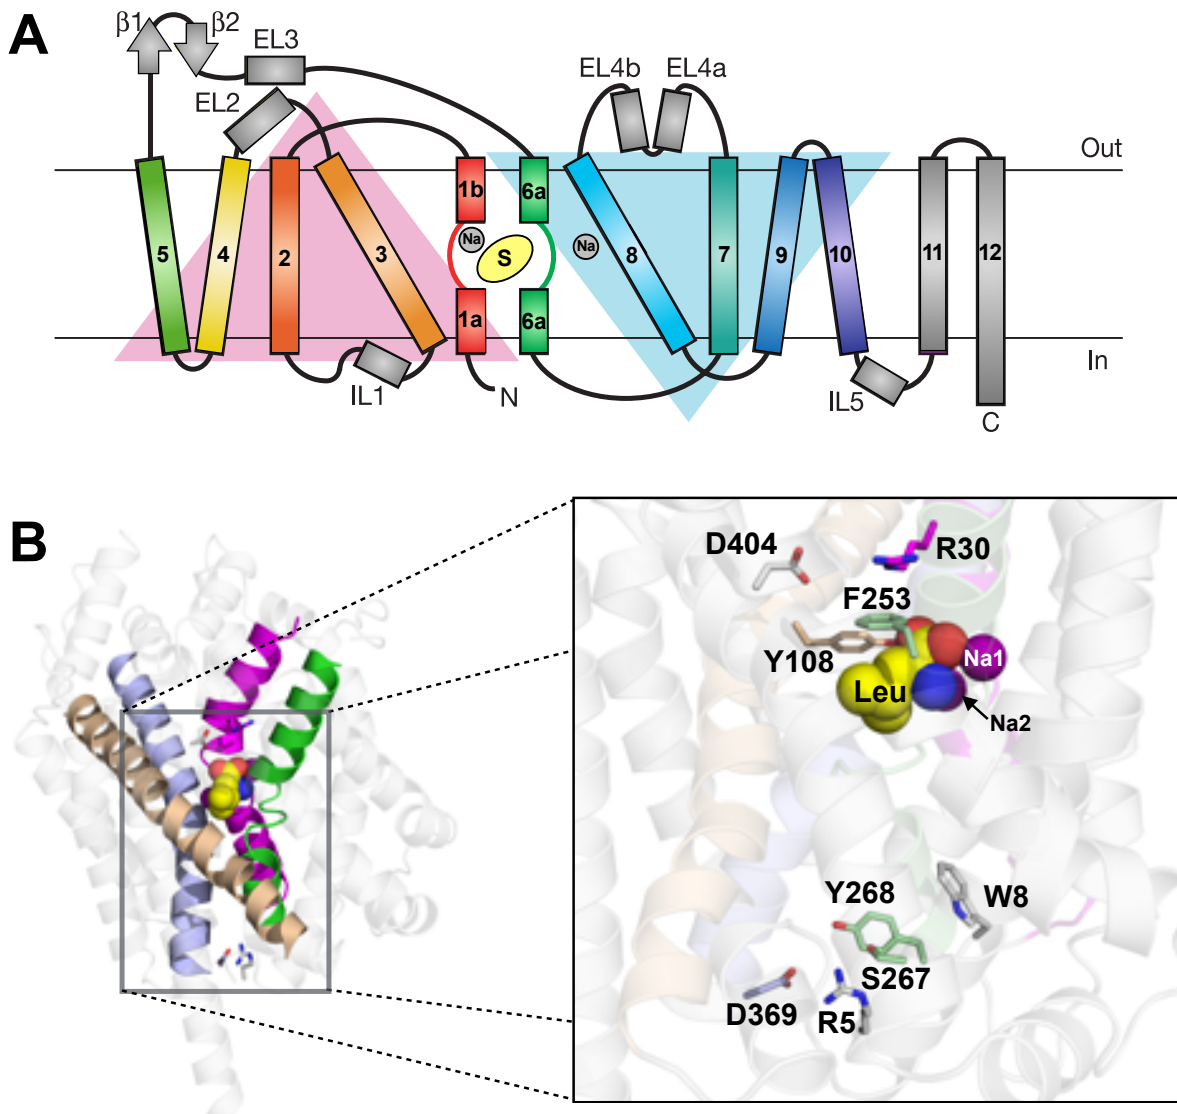 A
β1
β2
EL3
EL2
EL4b
EL4a
Out
5
4
2
3
1b
6a
Na
S
Na
8
7
9
10
11
12
1a
6a
In
IL1
N
IL5
C
B
D404
R30
F253
Y108
Na1
Leu
Na2
Y268
W8
S267
D369
R5